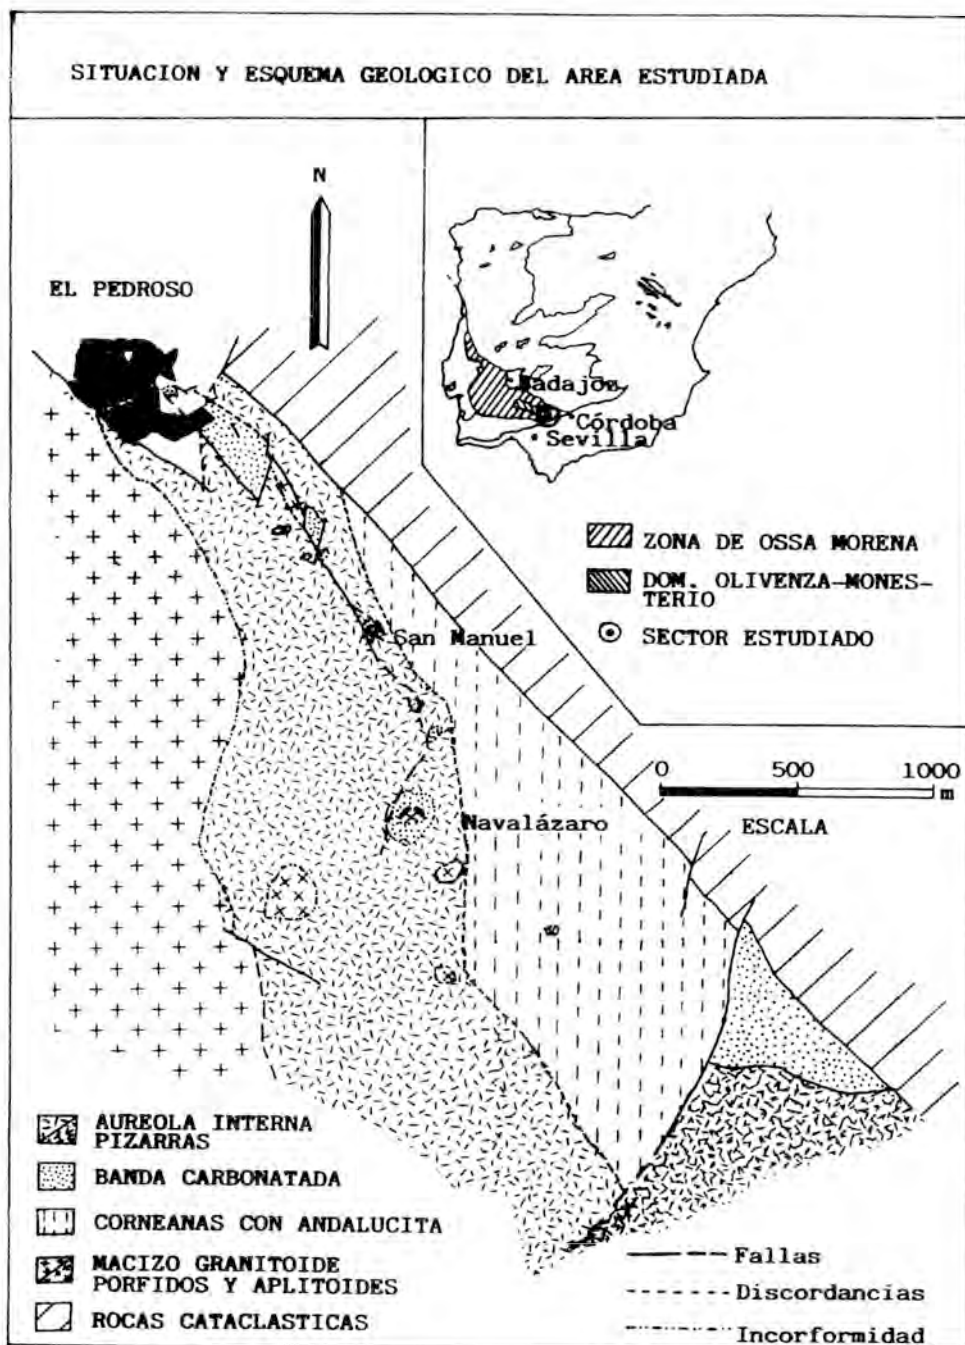 SITUACION Y ESQUEMA GEOLOGICO DEL AREA ESTUDIADA
N
EL PEDROSO
Badajoz
Córdoba
Sevilla
ZONA DE OSSA MORENA
DOM. OLIVENZA-MONES-
TERIO
SECTOR ESTUDIADO
San Manuel
0 500 1000
m
ESCALA
Navalázaro
AUREOLA INTERNA
PIZARRAS
BANDA CARBONATADA
CORNEANAS CON ANDALUCITA
MACIZO GRANITOIDE
PORFIDOS Y APLITOIDES
ROCAS CATACLASTICAS
Fallas
Discordancias
Incorformidad